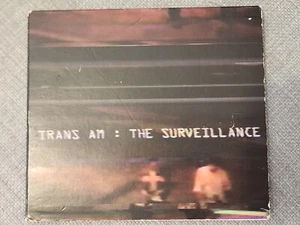 TRANS AM : THE SURVEILLANCE